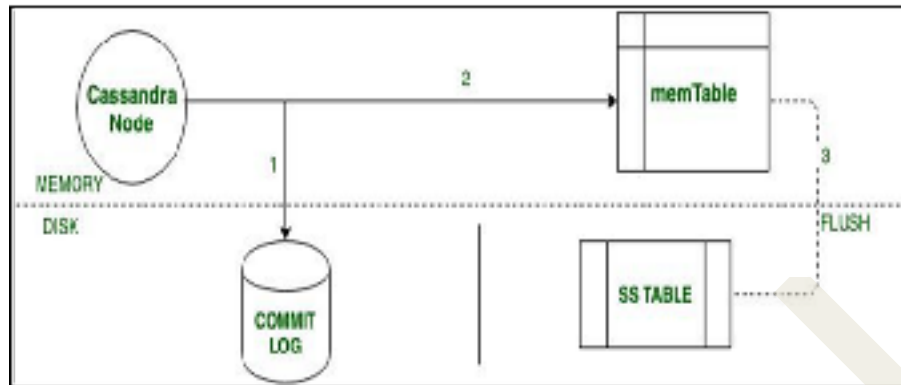 Cassandra
Node
2
memTable
1
3
MEMORY
DISK
FLUSH
COMMIT
LOG
SS TABLE